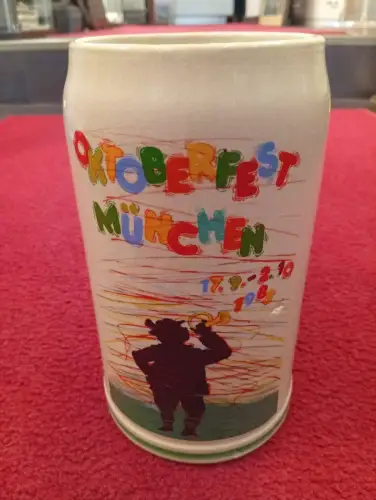 OKTOBERFEST
MÜNCHEN
17. 9. - 2. 10
1983